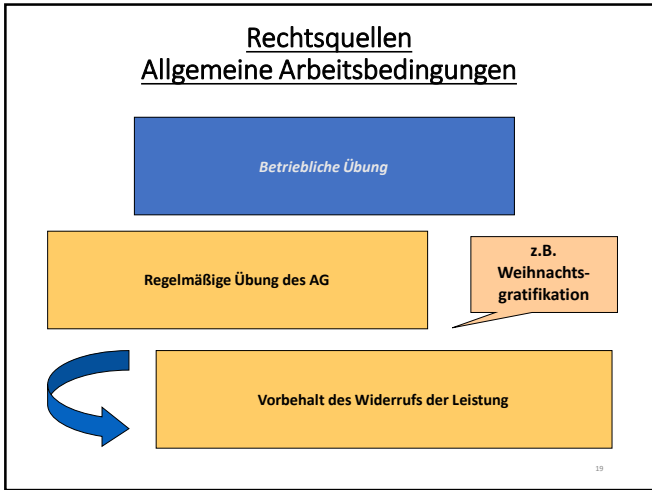 Rechtsquellen
Allgemeine Arbeitsbedingungen
Betriebliche Übung
Regelmäßige Übung des AG
z.B.
Weihnachts-
gratifikation
Vorbehalt des Widerrufs der Leistung
19